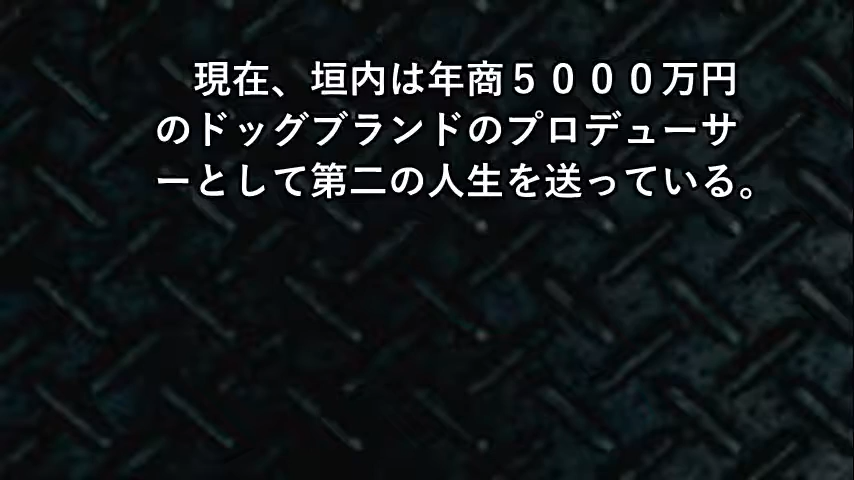 現在、垣内は年商５０００万円
のドッグブランドのプロデューサ
ーとして第二の人生を送っている。